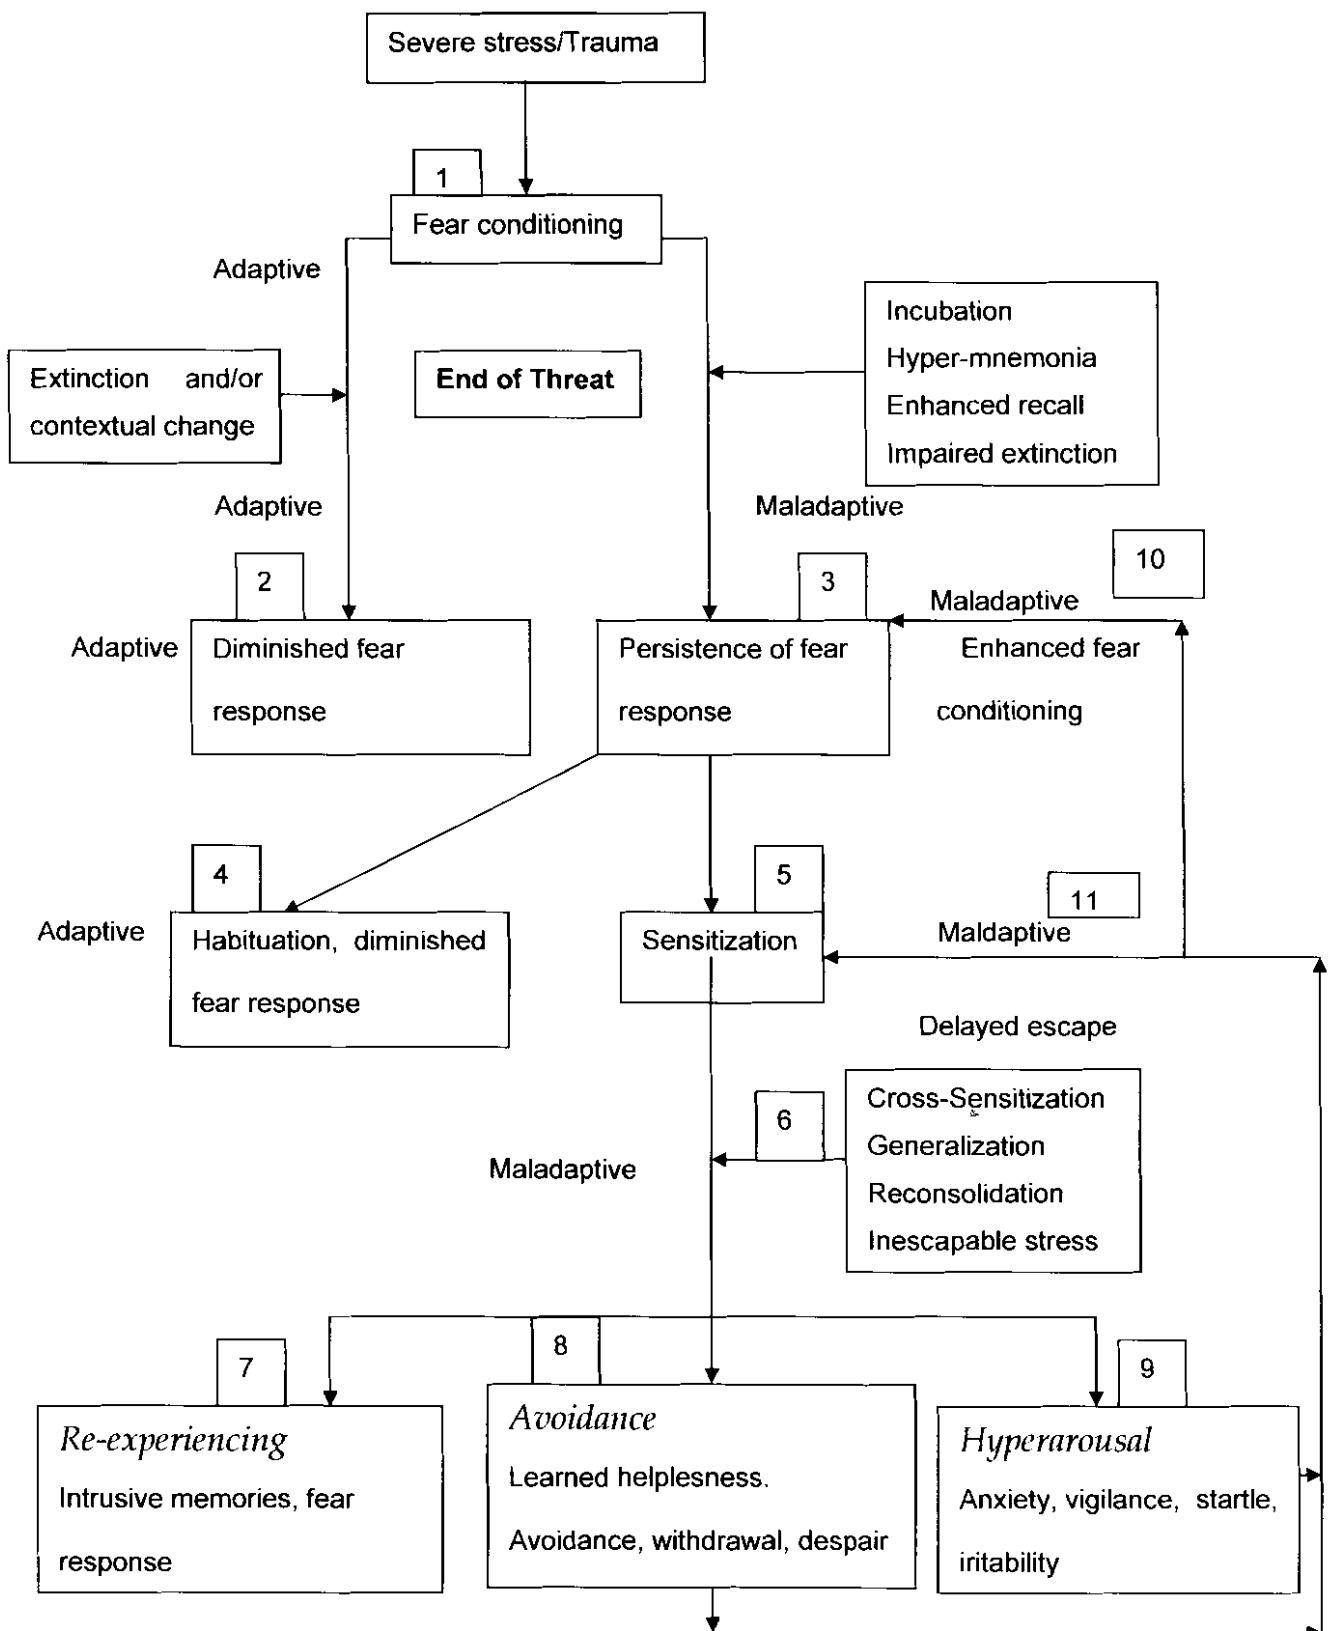 Severe stress/Trauma
1
Fear conditioning
Adaptive
Incubation
Hyper-mnemonia
Enhanced recall
Impaired extinction
Extinction and/or
contextual change
End of Threat
Adaptive
Maladaptive
10
2
3
Maladaptive
Adaptive
Diminished fear
response
Persistence of fear
response
Enhanced fear
conditioning
4
5
11
Adaptive
Habituation, diminished
fear response
Sensitization
Maldaptive
Delayed escape
6
Cross-Sensitization
Generalization
Reconsolidation
Inescapable stress
Maladaptive
7
8
9
Re-experiencing
Intrusive memories, fear
response
Avoidance
Learned helplesness.
Avoidance, withdrawal, despair
Hyperarousal
Anxiety, vigilance, startle,
iritability